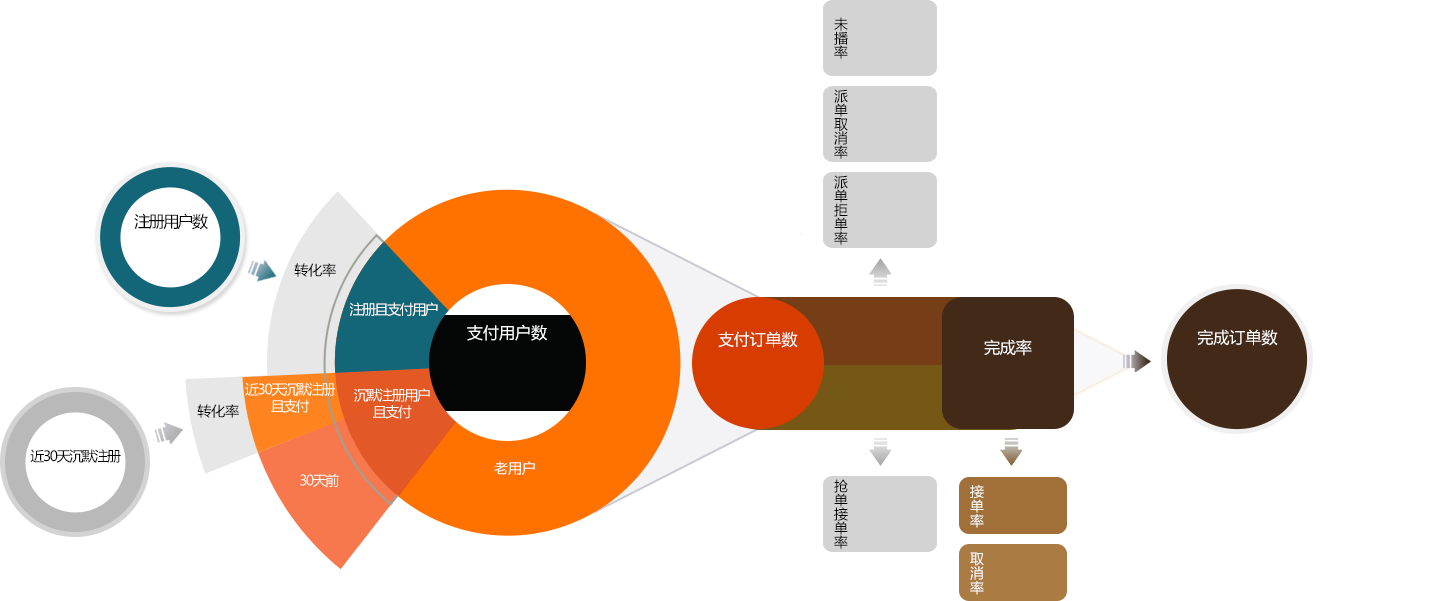 未播率
派单取消率
派单拒单率
注册用户数
转化率
注册且支付用户
支付用户数
支付订单数
完成率
完成订单数
近30天沉默注册
且支付
沉默注册用户
且支付
转化率
近30天沉默注册
老用户
30天前
抢单接单率
接单率
取消率